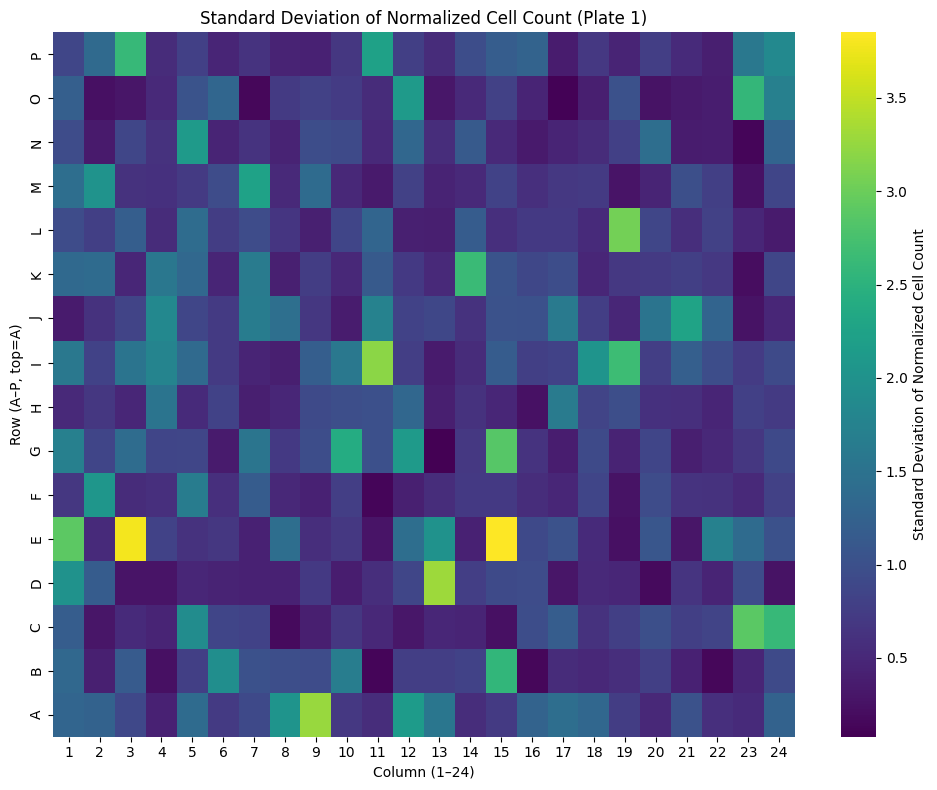 Standard Deviation of Normalized Cell Count (Plate 1)
Row (A–P, top=A)
P
O
N
M
L
K
J
I
H
G
F
E
D
C
B
A
1 2 3 4 5 6 7 8 9 10 11 12 13 14 15 16 17 18 19 20 21 22 23 24
Column (1–24)
3.5
3.0
2.5
2.0
1.5
1.0
0.5
Standard Deviation of Normalized Cell Count